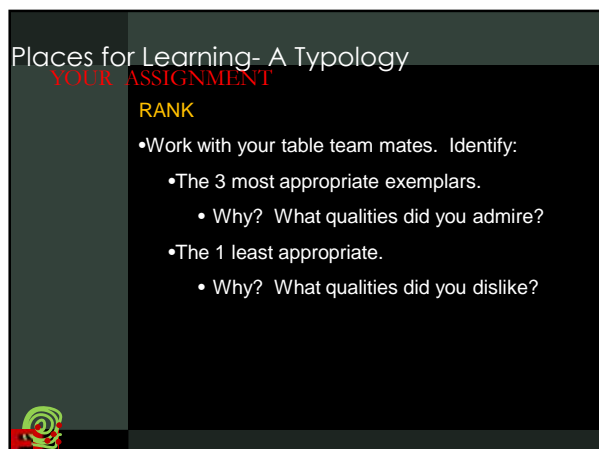 Places for Learning- A Typology
YOUR ASSIGNMENT
RANK
•Work with your table team mates.  Identify:
•The 3 most appropriate exemplars.
• Why?  What qualities did you admire?
•The 1 least appropriate.
• Why?  What qualities did you dislike?